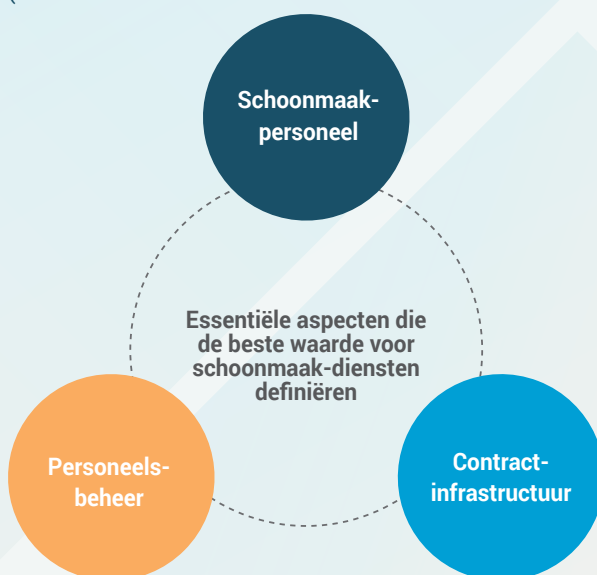 Schoonmaak-
personeel
Essentiële aspecten die
de beste waarde voor
schoonmaak-diensten
definiëren
Personeels-
beheer
Contract-
infrastructuur